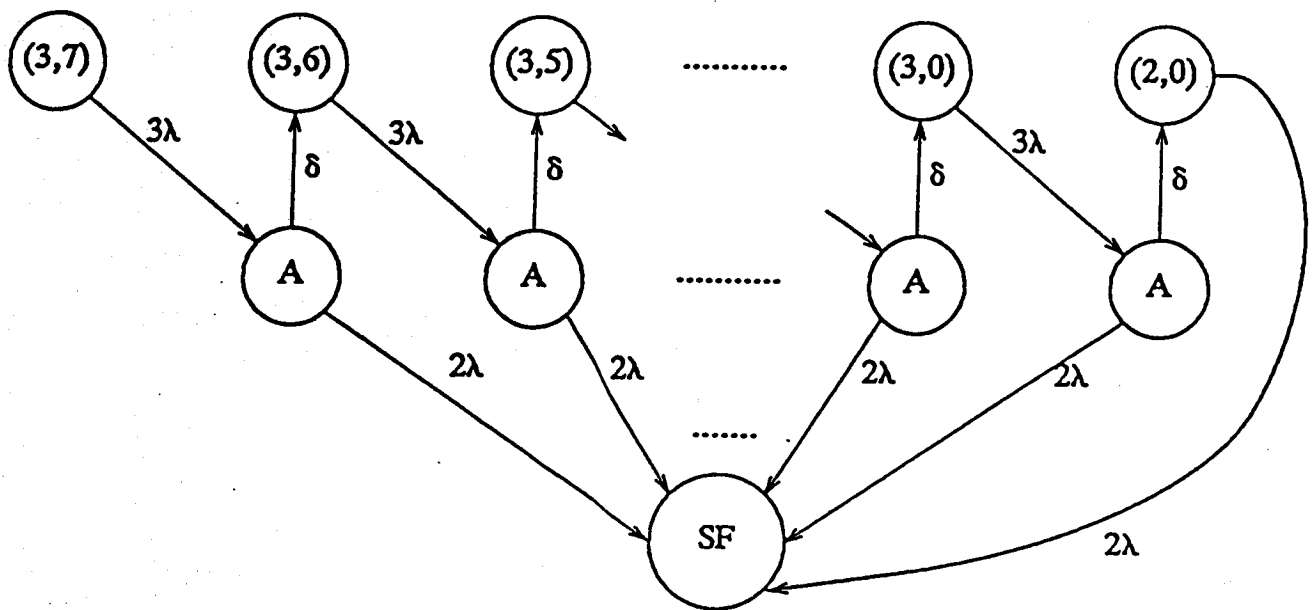 (3,7) (3,6) (3,5) ............ (3,0) (2,0)
3λ 3λ 3λ
δ δ δ δ
A A ............ A A
2λ 2λ 2λ 2λ
.......
SF
2λ